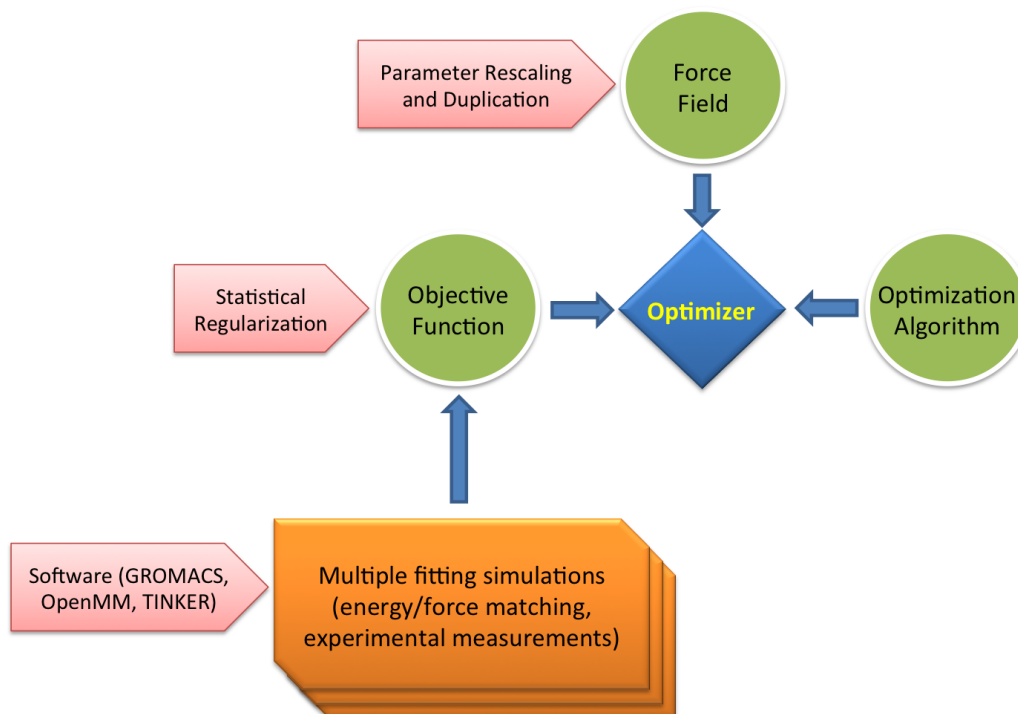 Parameter Rescaling
and Duplication
Force
Field
Statistical
Regularization
Objective
Function
Optimizer
Optimization
Algorithm
Software (GROMACS,
OpenMM, TINKER)
Multiple fitting simulations
(energy/force matching,
experimental measurements)